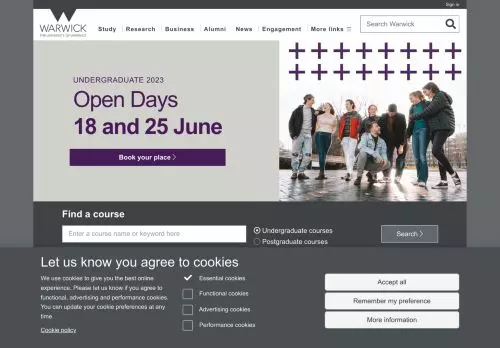 Sign in
WARWICK
THE UNIVERSITY OF WARWICK
Study
Research
Business
Alumni
News
Engagement
More links
Search Warwick
UNDERGRADUATE 2023
Open Days
18 and 25 June
Book your place
Find a course
Enter a course name or keyword here
Undergraduate courses
Postgraduate courses
Search
Let us know you agree to cookies
We use cookies to give you the best online
experience. Please let us know if you agree to
functional, advertising and performance cookies.
You can update your cookie preferences at any
time.
Cookie policy
Essential cookies
Functional cookies
Advertising cookies
Performance cookies
Accept all
Remember my preference
More information